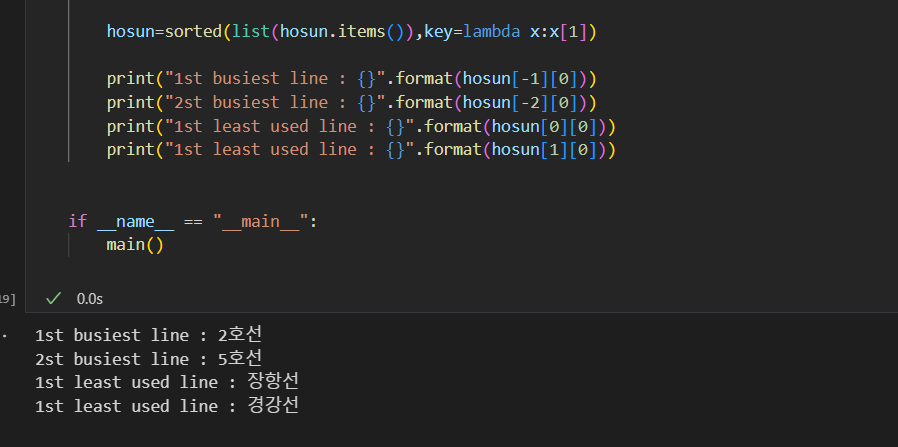 hosun=sorted(list(hosun.items()),key=lambda x:x[1])
print("1st busiest line : {}".format(hosun[-1][0]))
print("2st busiest line : {}".format(hosun[-2][0]))
print("1st least used line : {}".format(hosun[0][0]))
print("1st least used line : {}".format(hosun[1][0]))
if __name__ == "__main__":
main()
9]
0.0s
1st busiest line : 2호선
2st busiest line : 5호선
1st least used line : 장항선
1st least used line : 경강선